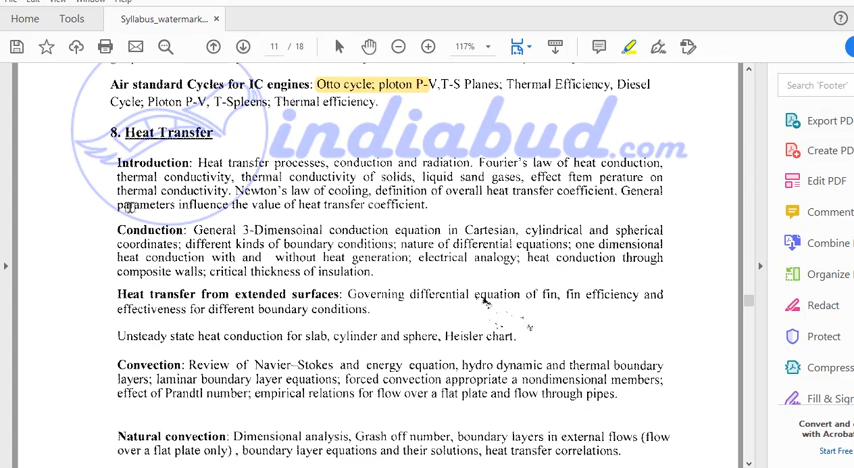 Home Tools Syllabus_watermark... ×
11 / 18 117%
Air standard Cycles for IC engines: Otto cycle; ploton P-V,T-S Planes; Thermal Efficiency, Diesel
Cycle; Ploton P-V, T-Spleens; Thermal efficiency.
indiabud.com
8. Heat Transfer
Introduction: Heat transfer processes, conduction and radiation. Fourier's law of heat conduction,
thermal conductivity, thermal conductivity of solids, liquid sand gases, effect ftem perature on
thermal conductivity. Newton's law of cooling, definition of overall heat transfer coefficient. General
parameters influence the value of heat transfer coefficient.
Conduction: General 3-Dimensoinal conduction equation in Cartesian, cylindrical and spherical
coordinates; different kinds of boundary conditions; nature of differential equations; one dimensional
heat conduction with and without heat generation; electrical analogy; heat conduction through
composite walls; critical thickness of insulation.
Heat transfer from extended surfaces: Governing differential equation of fin, fin efficiency and
effectiveness for different boundary conditions.
Unsteady state heat conduction for slab, cylinder and sphere, Heisler chart.
Convection: Review of Navier–Stokes and energy equation, hydro dynamic and thermal boundary
layers; laminar boundary layer equations; forced convection appropriate a nondimensional members;
effect of Prandtl number; empirical relations for flow over a flat plate and flow through pipes.
Natural convection: Dimensional analysis, Grash off number, boundary layers in external flows (flow
over a flat plate only) , boundary layer equations and their solutions, heat transfer correlations.
Search 'Footer'
Export PD
Create PD
Edit PDF
Comment
Combine
Organize
Redact
Protect
Compress
Fill & Sign
Convert and
with Acrobat
Start Free